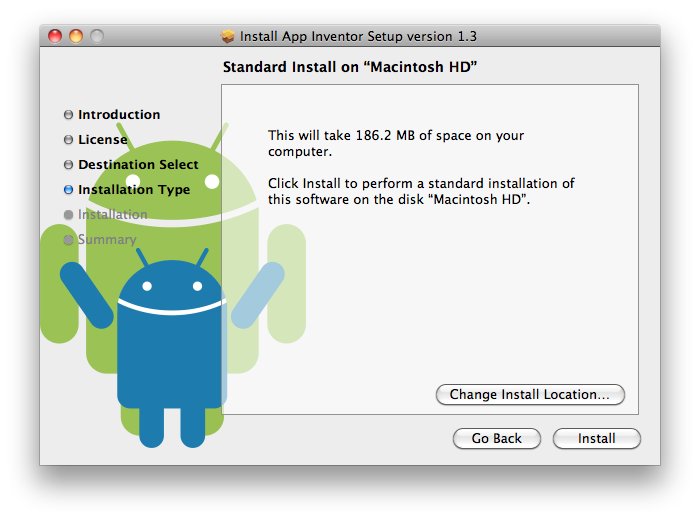 Install App Inventor Setup version 1.3
Standard Install on “Macintosh HD”
Introduction
License
Destination Select
Installation Type
Installation
Summary
This will take 186.2 MB of space on your
computer.
Click Install to perform a standard installation of
this software on the disk “Macintosh HD”.
Change Install Location...
Go Back
Install